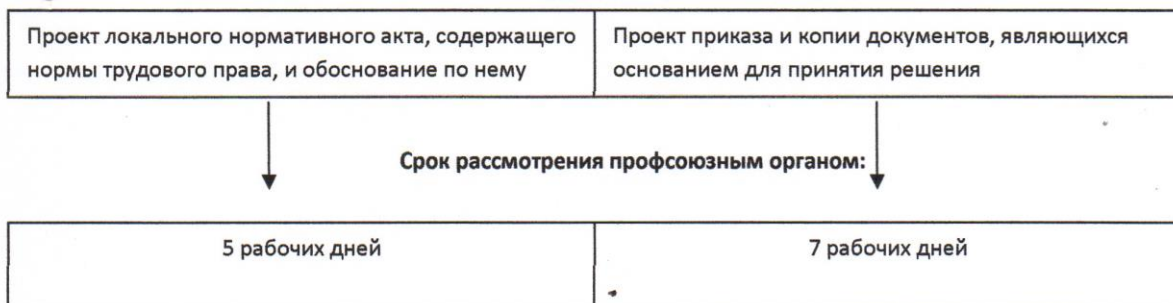 Проект локального нормативного акта, содержащего
нормы трудового права, и обоснование по нему
Проект приказа и копии документов, являющихся
основанием для принятия решения
Срок рассмотрения профсоюзным органом:
5 рабочих дней
7 рабочих дней